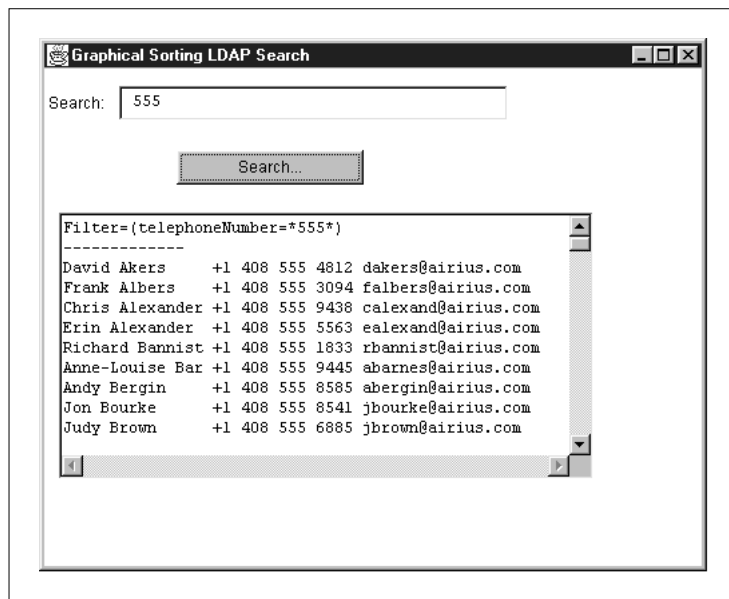 Graphical Sorting LDAP Search
Search: 555
Search...
Filter=(telephoneNumber=*555*)
-------------
David Akers +1 408 555 4812 dakers@airius.com
Frank Albers +1 408 555 3094 falbers@airius.com
Chris Alexander +1 408 555 9438 calexand@airius.com
Erin Alexander +1 408 555 5563 ealexand@airius.com
Richard Bannist +1 408 555 1833 rbannist@airius.com
Anne-Louise Bar +1 408 555 9445 abarnes@airius.com
Andy Bergin +1 408 555 8585 abergin@airius.com
Jon Bourke +1 408 555 8541 jbourke@airius.com
Judy Brown +1 408 555 6885 jbrown@airius.com